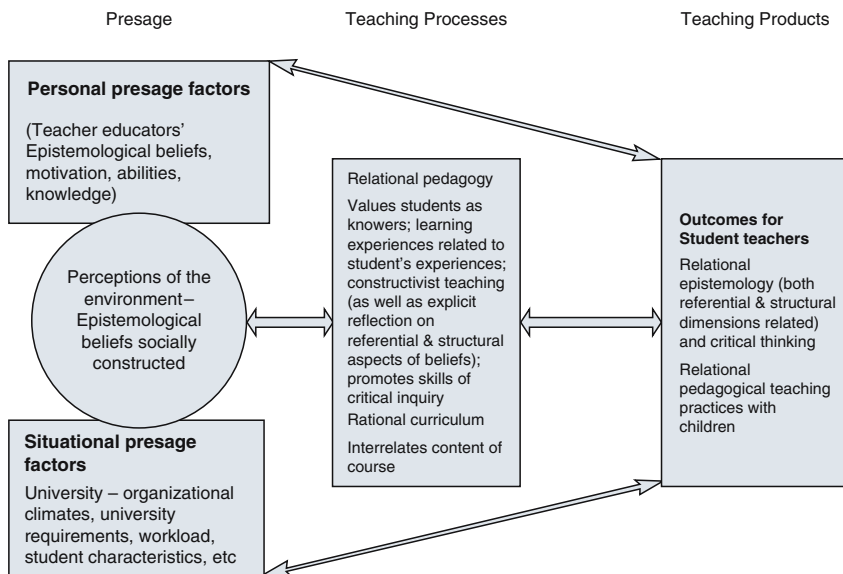 Presage
Teaching Processes
Teaching Products
Personal presage factors
(Teacher educators'
Epistemological beliefs,
motivation, abilities,
knowledge)
Perceptions of the
environment–
Epistemological
beliefs socially
constructed
Situational presage
factors
University – organizational
climates, university
requirements, workload,
student characteristics, etc
Relational pedagogy
Values students as
knowers; learning
experiences related to
student's experiences;
constructivist teaching
(as well as explicit
reflection on
referential & structural
aspects of beliefs);
promotes skills of
critical inquiry
Rational curriculum
Interrelates content of
course
Outcomes for
Student teachers
Relational
epistemology (both
referential & structural
dimensions related)
and critical thinking
Relational
pedagogical teaching
practices with
children